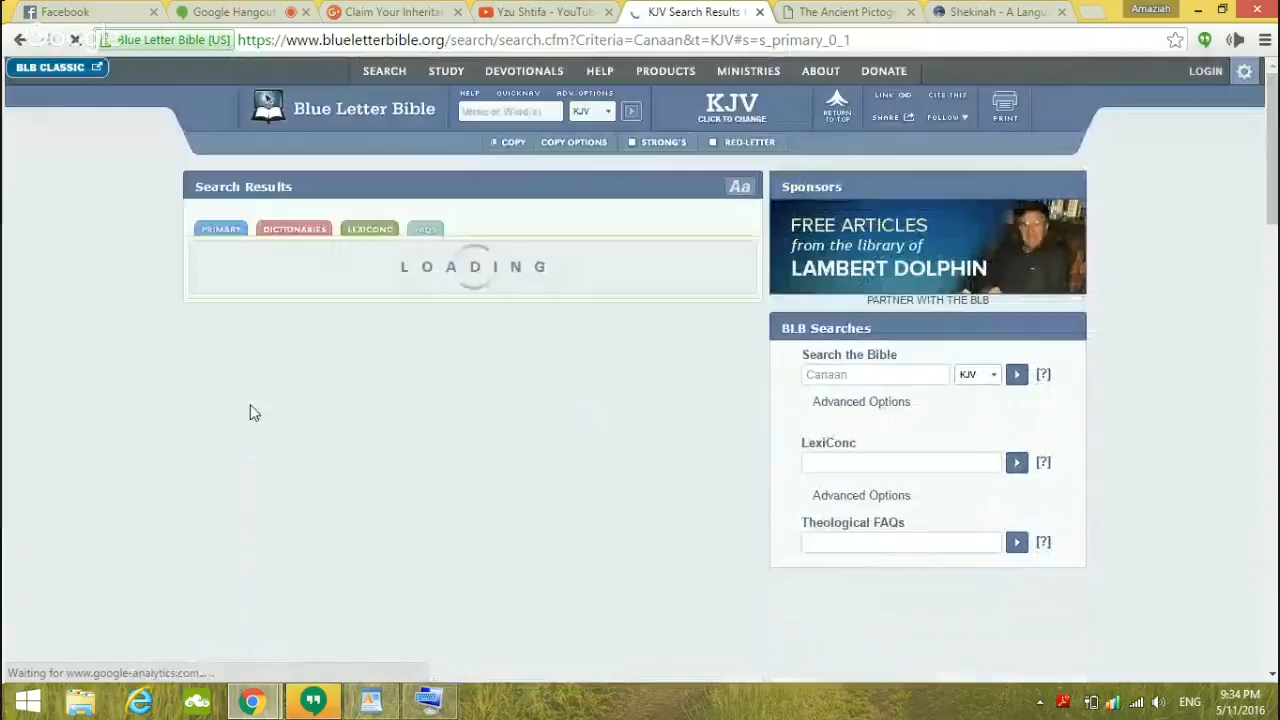 Facebook
Google Hangout
Claim Your Inherita
Yzu Shtifa - YouTub
KJV Search Results
The Ancient Pictog
Shekinah - A Langu
Amaziah
Blue Letter Bible [US]
https://www.blueletterbible.org/search/search.cfm?Criteria=Canaan&t=KJV#s=s_primary_0_1
BLB CLASSIC
SEARCH STUDY DEVOTIONALS HELP PRODUCTS MINISTRIES ABOUT DONATE
LOGIN
Blue Letter Bible
HELP QUICKNAV ADV. OPTIONS
Verse or Word(s)
KJV
KJV
CLICK TO CHANGE
RETURN
TO TOP
LINK CITE THIS
SHARE FOLLOW
PRINT
COPY COPY OPTIONS STRONG'S RED-LETTER
Search Results
Aa
PRIMARY DICTIONARIES LEXICONC FAQS
LOADING
Sponsors
FREE ARTICLES
from the library of
LAMBERT DOLPHIN
PARTNER WITH THE BLB
BLB Searches
Search the Bible
Canaan
KJV
[?]
Advanced Options
LexiConc
[?]
Advanced Options
Theological FAQs
[?]
Waiting for www.google-analytics.com...
ENG
9:34 PM
5/11/2016